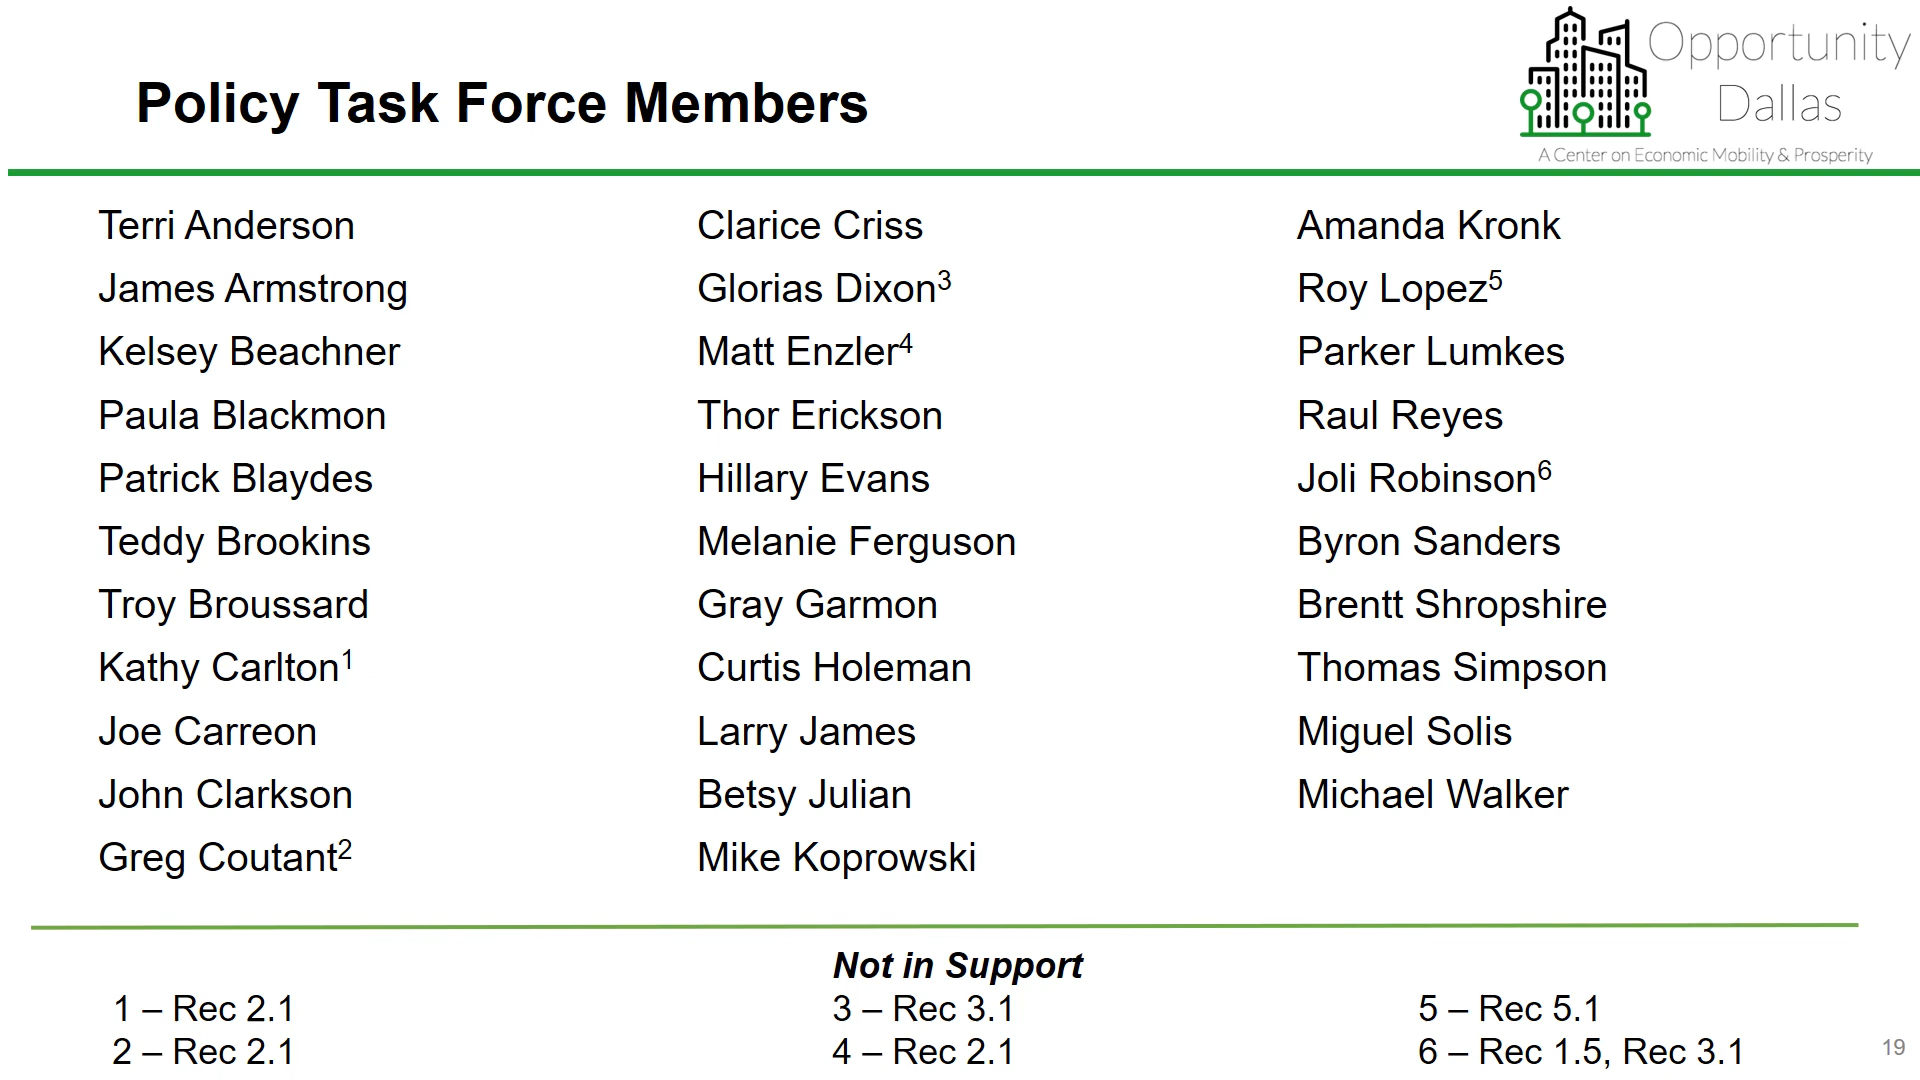 Policy Task Force Members
Opportunity
Dallas
A Center on Economic Mobility & Prosperity
Terri Anderson
James Armstrong
Kelsey Beachner
Paula Blackmon
Patrick Blaydes
Teddy Brookins
Troy Broussard
Kathy Carlton¹
Joe Carreon
John Clarkson
Greg Coutant²
Clarice Criss
Glorias Dixon³
Matt Enzler⁴
Thor Erickson
Hillary Evans
Melanie Ferguson
Gray Garmon
Curtis Holeman
Larry James
Betsy Julian
Mike Koprowski
Amanda Kronk
Roy Lopez⁵
Parker Lumkes
Raul Reyes
Joli Robinson⁶
Byron Sanders
Brentt Shropshire
Thomas Simpson
Miguel Solis
Michael Walker
Not in Support
1 – Rec 2.1
2 – Rec 2.1
3 – Rec 3.1
4 – Rec 2.1
5 – Rec 5.1
6 – Rec 1.5, Rec 3.1
19